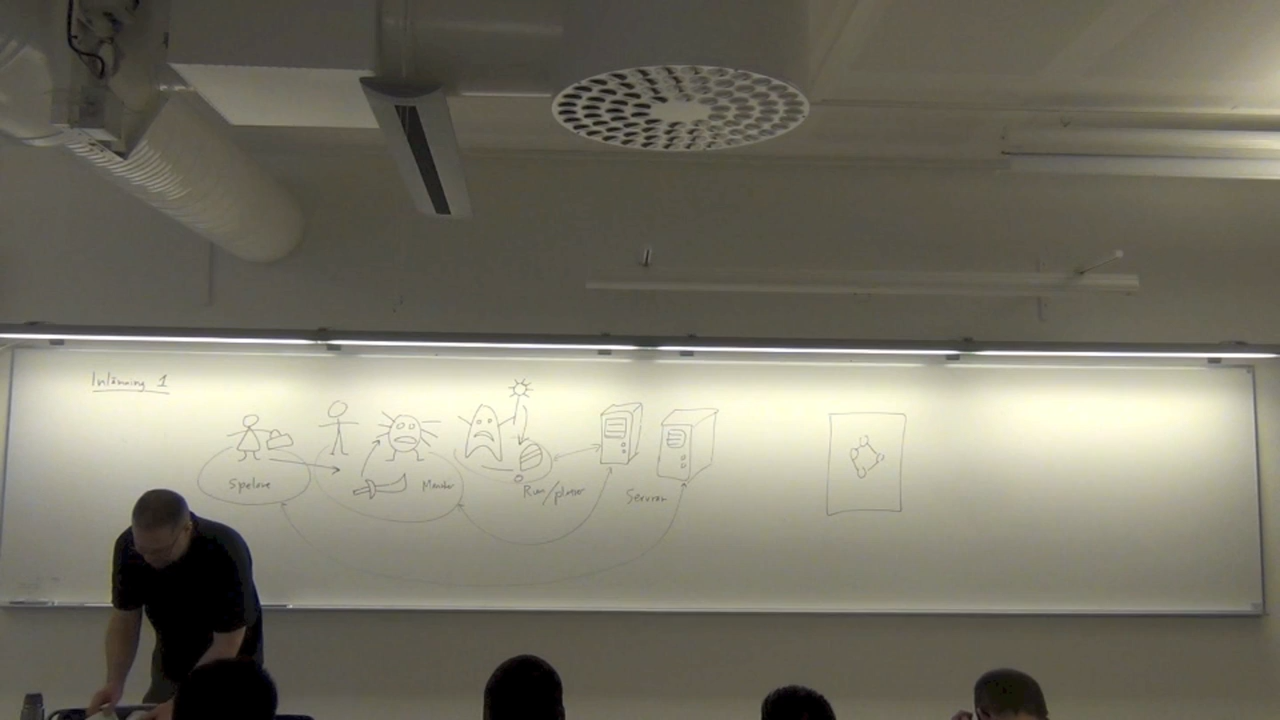 Inlämning 1
Spelare
Monster
Rum/platser
Servrar